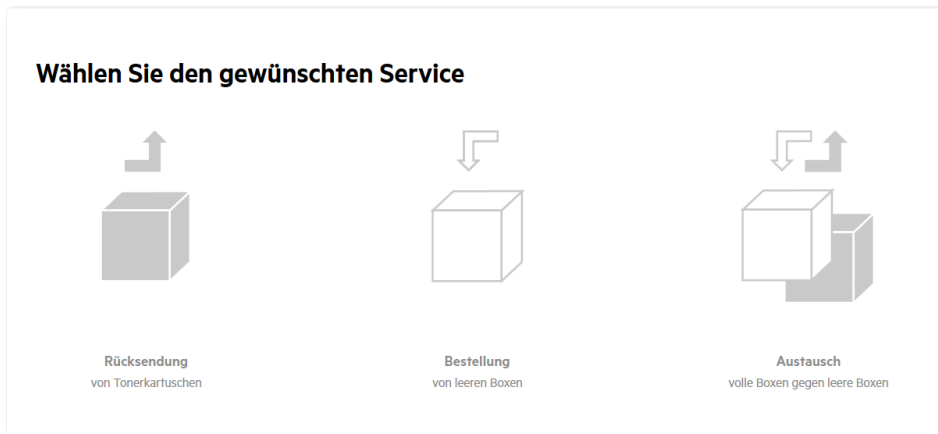 Wählen Sie den gewünschten Service
Rücksendung
von Tonerkartuschen
Bestellung
von leeren Boxen
Austausch
volle Boxen gegen leere Boxen